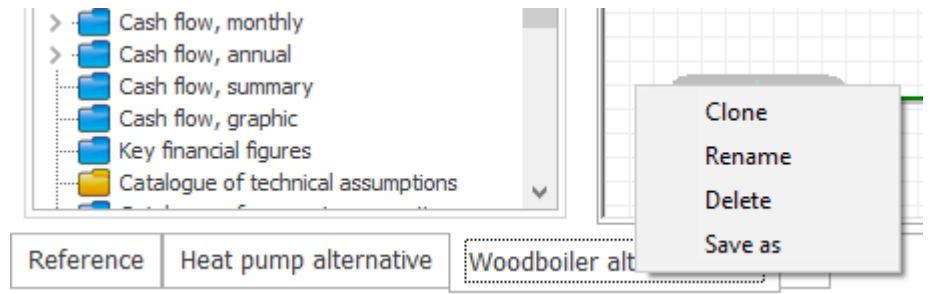 Cash flow, monthly
Cash flow, annual
Cash flow, summary
Cash flow, graphic
Key financial figures
Catalogue of technical assumptions
Clone
Rename
Delete
Save as
Reference
Heat pump alternative
Woodboiler alt